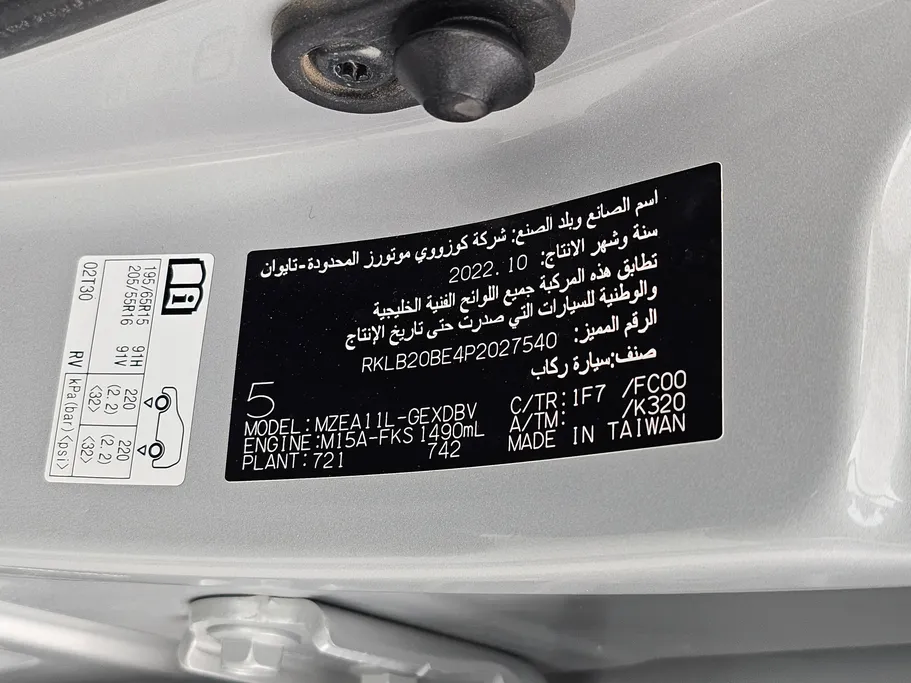 اسم الصانع وبلد الصنع: شركة كوزووي موتورز المحدودة-تايوان
سنة وشهر الانتاج: 2022.10
تطابق هذه المركبة جميع اللوائح الفنية الخليجية
والوطنية للسيارات التي صدرت حتى تاريخ الإنتاج
الرقم المميز: RKLB20BE4P2027540
صنف:سيارة ركاب
5
MODEL:MZEA11L-GEXDBV
ENGINE:M15A-FKS 1490mL
PLANT:721 742
C/TR:1F7 /FC00
A/TM: /K320
MADE IN TAIWAN
195/65R15 91H 220 (2.2) <32> 220 (2.2) <32>
205/55R16 91V
02T30 RV kPa(bar)<psi>